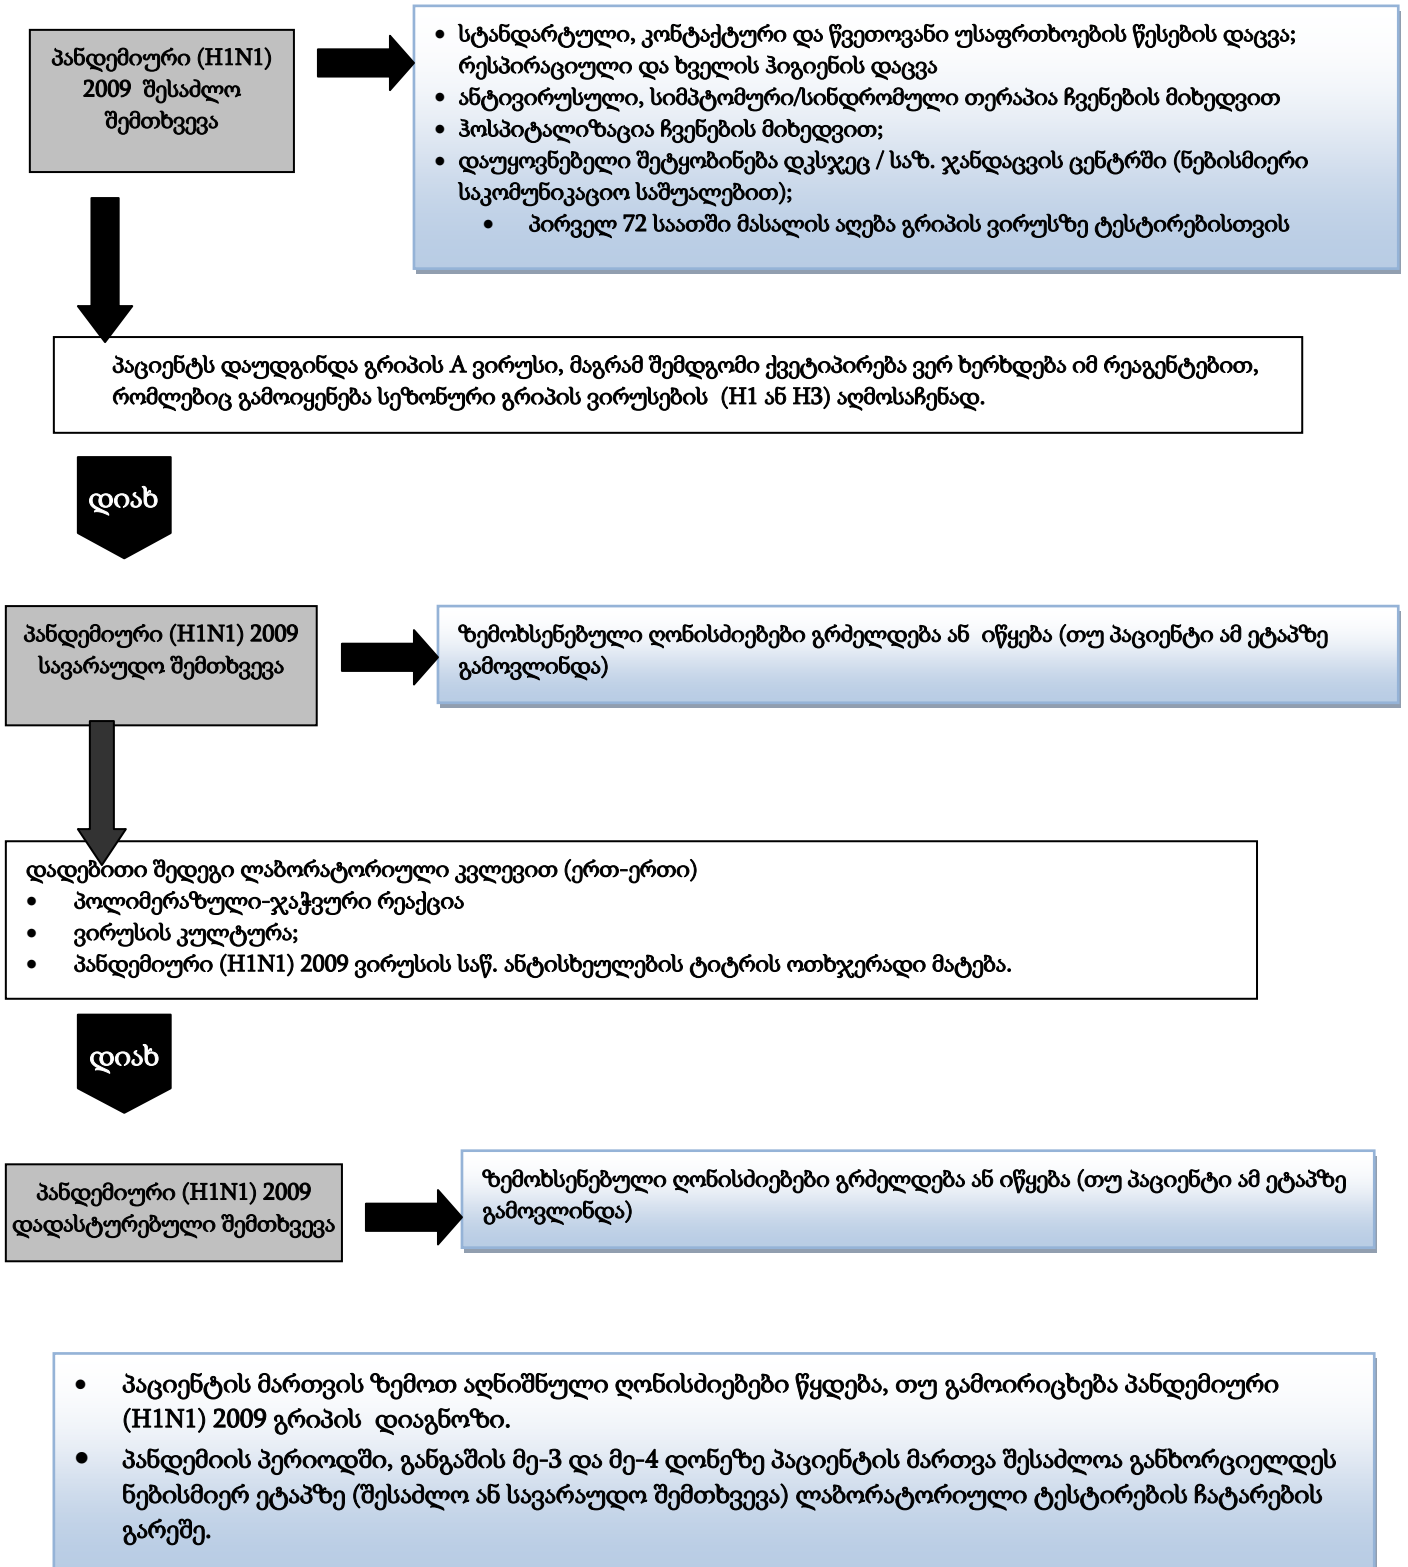 პანდემიური (H1N1)
2009 შესაძლო
შემთხვევა
• სტანდარტული, კონტაქტური და წვეთოვანი უსაფრთხოების წესების დაცვა;
რესპირაციული და ხველის ჰიგიენის დაცვა
• ანტივირუსული, სიმპტომური/სინდრომული თერაპია ჩვენების მიხედვით
• ჰოსპიტალიზაცია ჩვენების მიხედვით;
• დაუყოვნებელი შეტყობინება დკსჯეც / საზ. ჯანდაცვის ცენტრში (ნებისმიერი
საკომუნიკაციო საშუალებით);
• პირველ 72 საათში მასალის აღება გრიპის ვირუსზე ტესტირებისთვის
პაციენტს დაუდგინდა გრიპის A ვირუსი, მაგრამ შემდგომი ქვეტიპირება ვერ ხერხდება იმ რეაგენტებით,
რომლებიც გამოიყენება სეზონური გრიპის ვირუსების (H1 ან H3) აღმოსაჩენად.
დიახ
პანდემიური (H1N1) 2009
სავარაუდო შემთხვევა
ზემოხსენებული ღონისძიებები გრძელდება ან იწყება (თუ პაციენტი ამ ეტაპზე
გამოვლინდა)
დადებითი შედეგი ლაბორატორიული კვლევით (ერთ-ერთი)
• პოლიმერაზული-ჯაჭვური რეაქცია
• ვირუსის კულტურა;
• პანდემიური (H1N1) 2009 ვირუსის საწ. ანტისხეულების ტიტრის ოთხჯერადი მატება.
დიახ
პანდემიური (H1N1) 2009
დადასტურებული შემთხვევა
ზემოხსენებული ღონისძიებები გრძელდება ან იწყება (თუ პაციენტი ამ ეტაპზე
გამოვლინდა)
• პაციენტის მართვის ზემოთ აღნიშნული ღონისძიებები წყდება, თუ გამოირიცხება პანდემიური
(H1N1) 2009 გრიპის დიაგნოზი.
• პანდემიის პერიოდში, განგაშის მე-3 და მე-4 დონეზე პაციენტის მართვა შესაძლოა განხორციელდეს
ნებისმიერ ეტაპზე (შესაძლო ან სავარაუდო შემთხვევა) ლაბორატორიული ტესტირების ჩატარების
გარეშე.